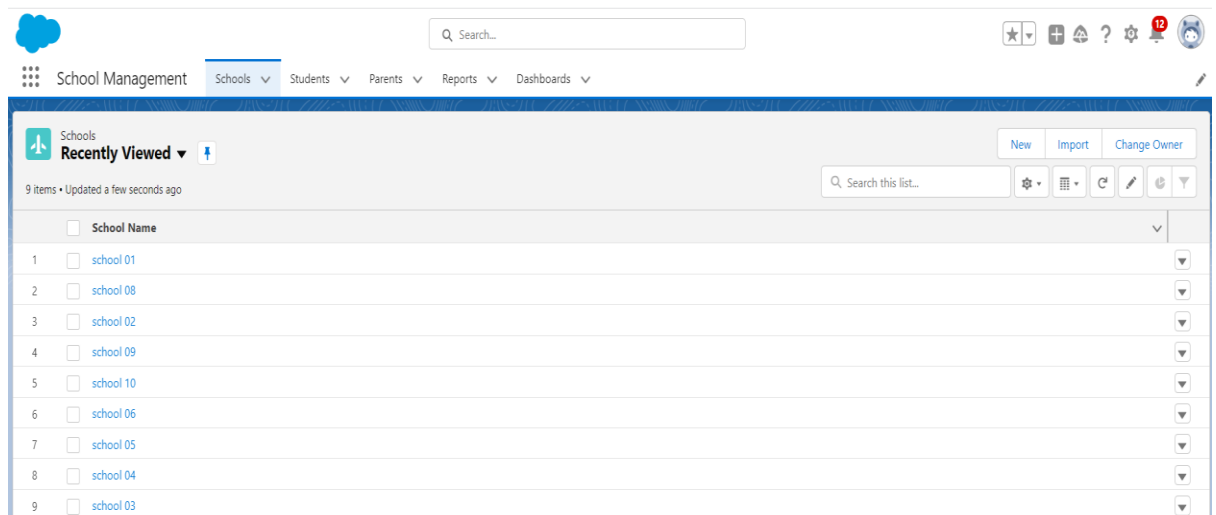 Search...
12
School Management Schools Students Parents Reports Dashboards
Schools
Recently Viewed
New Import Change Owner
9 items • Updated a few seconds ago
Search this list...
School Name
1 school 01
2 school 08
3 school 02
4 school 09
5 school 10
6 school 06
7 school 05
8 school 04
9 school 03